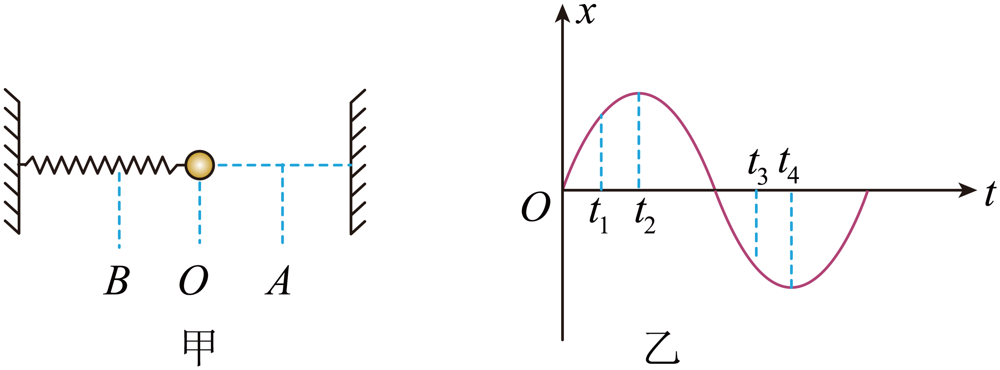 B O A
甲
x
O t₁ t₂ t₃ t₄ t
乙